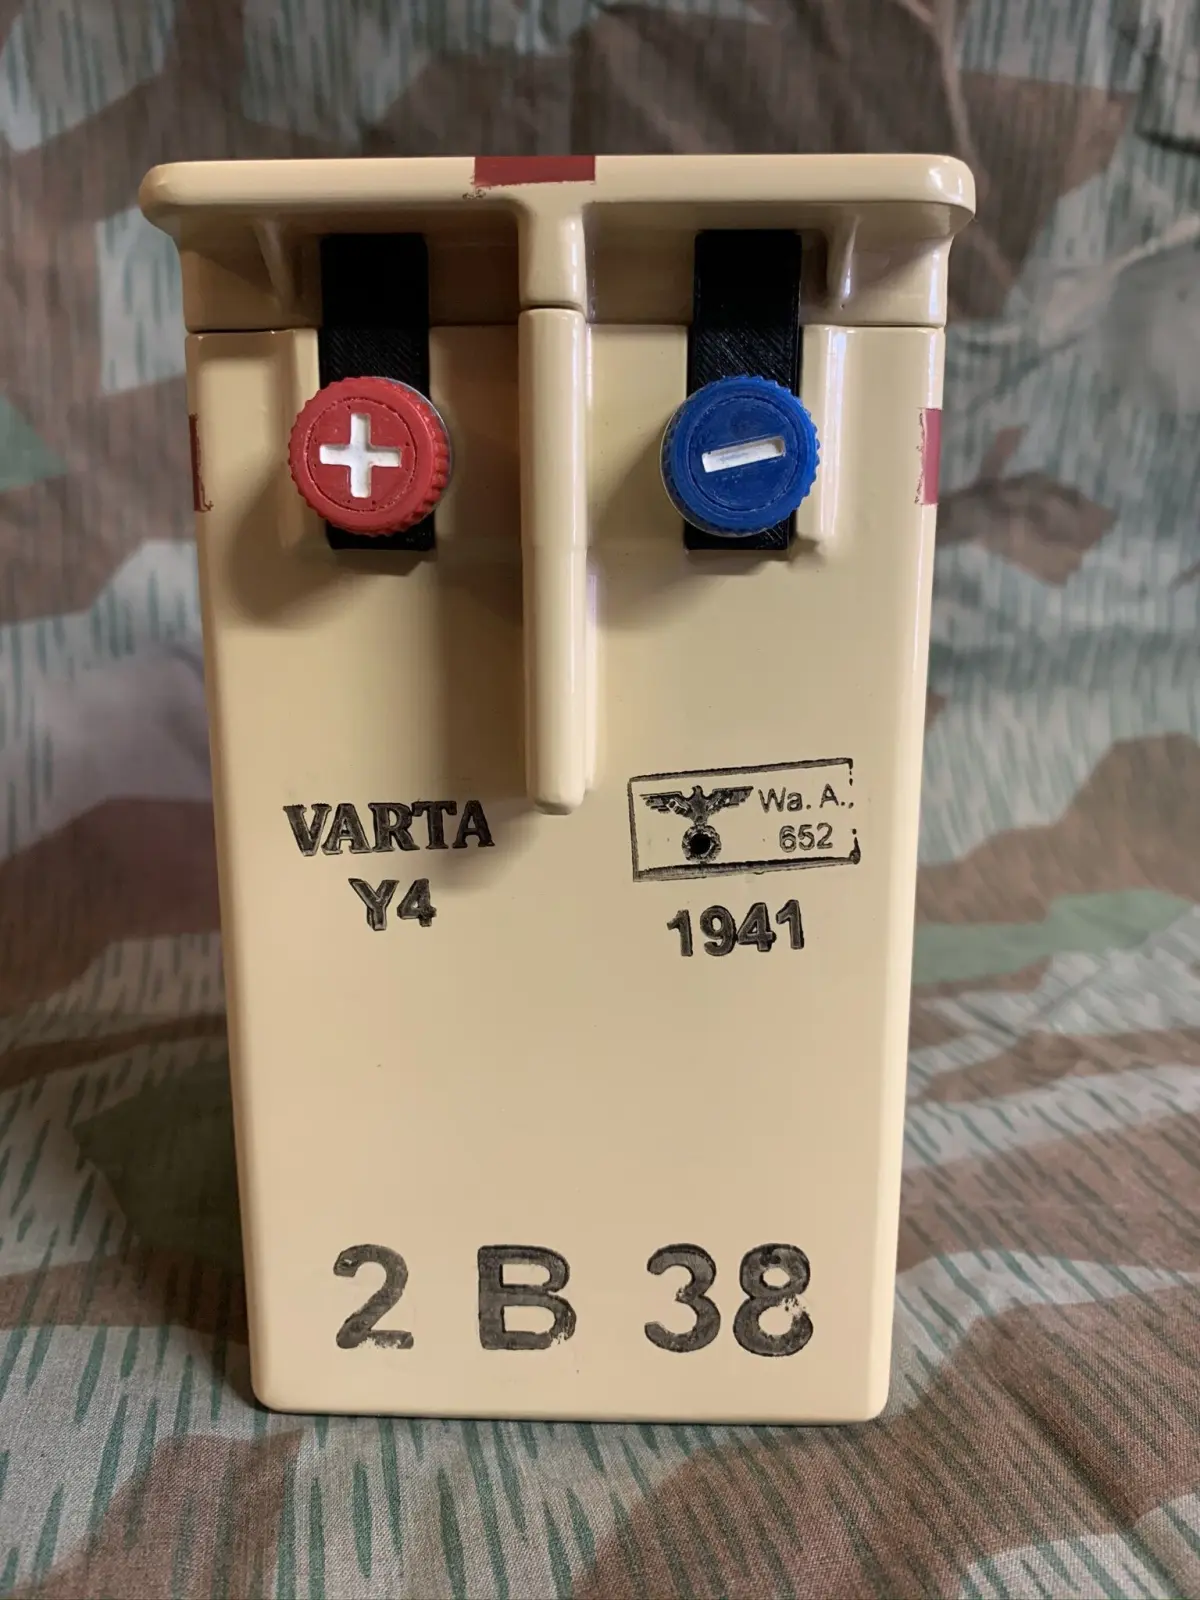 + -
VARTA
Y4
Wa. A.
652
1941
2 B 38